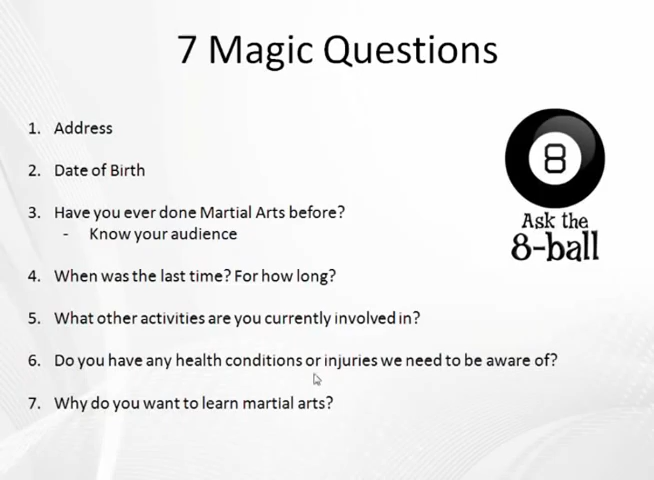 7 Magic Questions
1. Address
2. Date of Birth
3. Have you ever done Martial Arts before?
- Know your audience
4. When was the last time? For how long?
5. What other activities are you currently involved in?
6. Do you have any health conditions or injuries we need to be aware of?
7. Why do you want to learn martial arts?
8
Ask the
8-ball